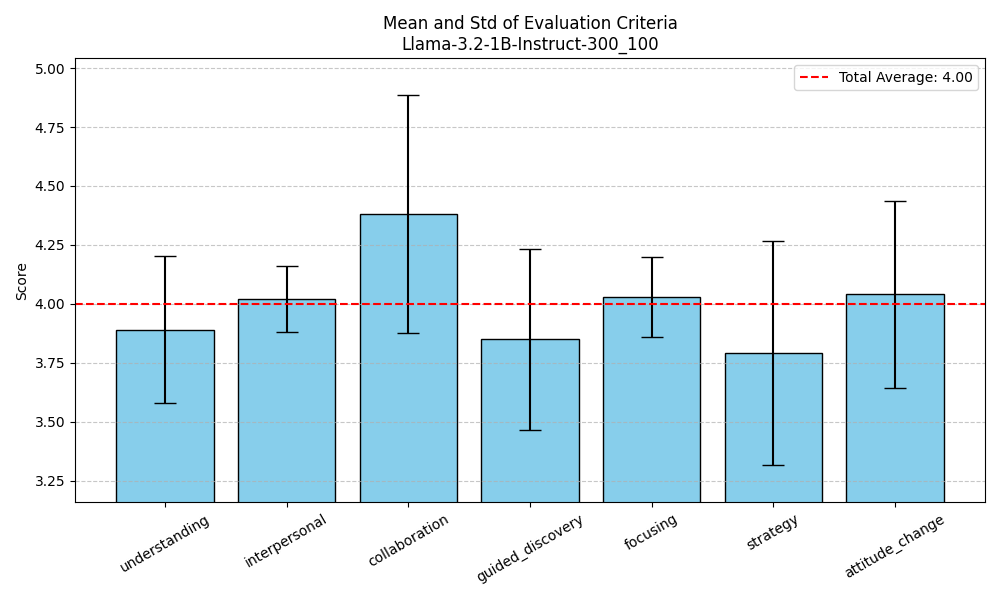 Mean and Std of Evaluation Criteria
Llama-3.2-1B-Instruct-300_100
Total Average: 4.00
Score
5.00
4.75
4.50
4.25
4.00
3.75
3.50
3.25
understanding
interpersonal
collaboration
guided_discovery
focusing
strategy
attitude_change